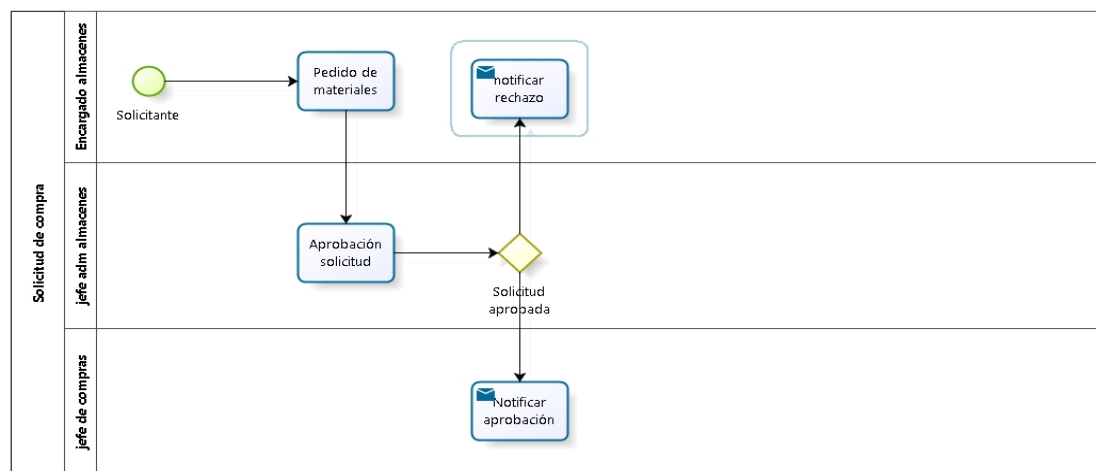 Solicitud de compra
Encargado almacenes
Solicitante
Pedido de
materiales
notificar
rechazo
jefe adm almacenes
Aprobación
solicitud
Solicitud
aprobada
jefe de compras
Notificar
aprobación